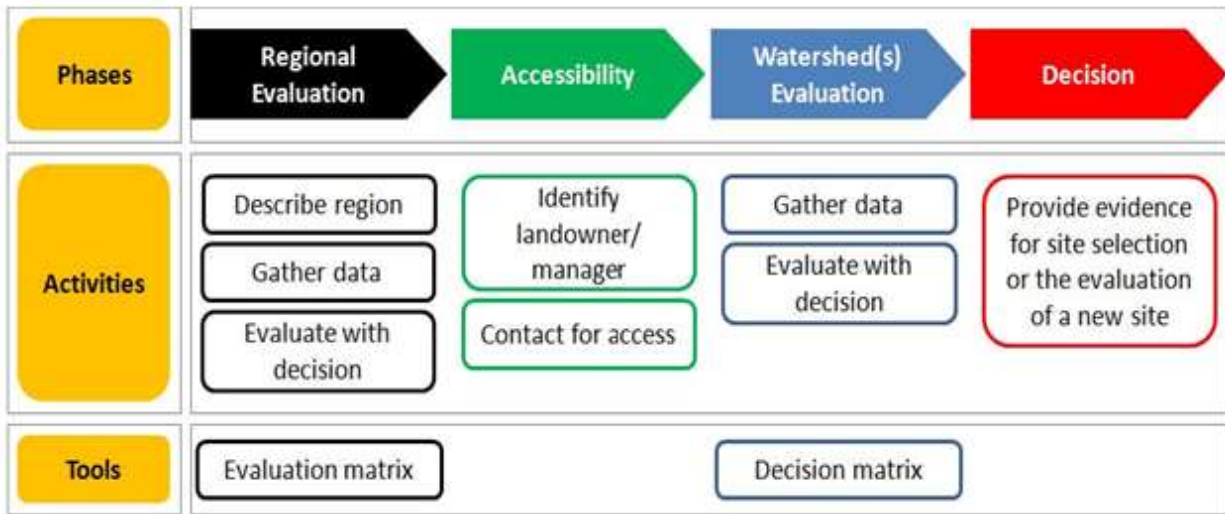 Phases
Regional
Evaluation
Accessibility
Watershed(s)
Evaluation
Decision
Activities
Describe region
Gather data
Evaluate with
decision
Identify
landowner/
manager
Contact for access
Gather data
Evaluate with
decision
Provide evidence
for site selection
or the evaluation
of a new site
Tools
Evaluation matrix
Decision matrix